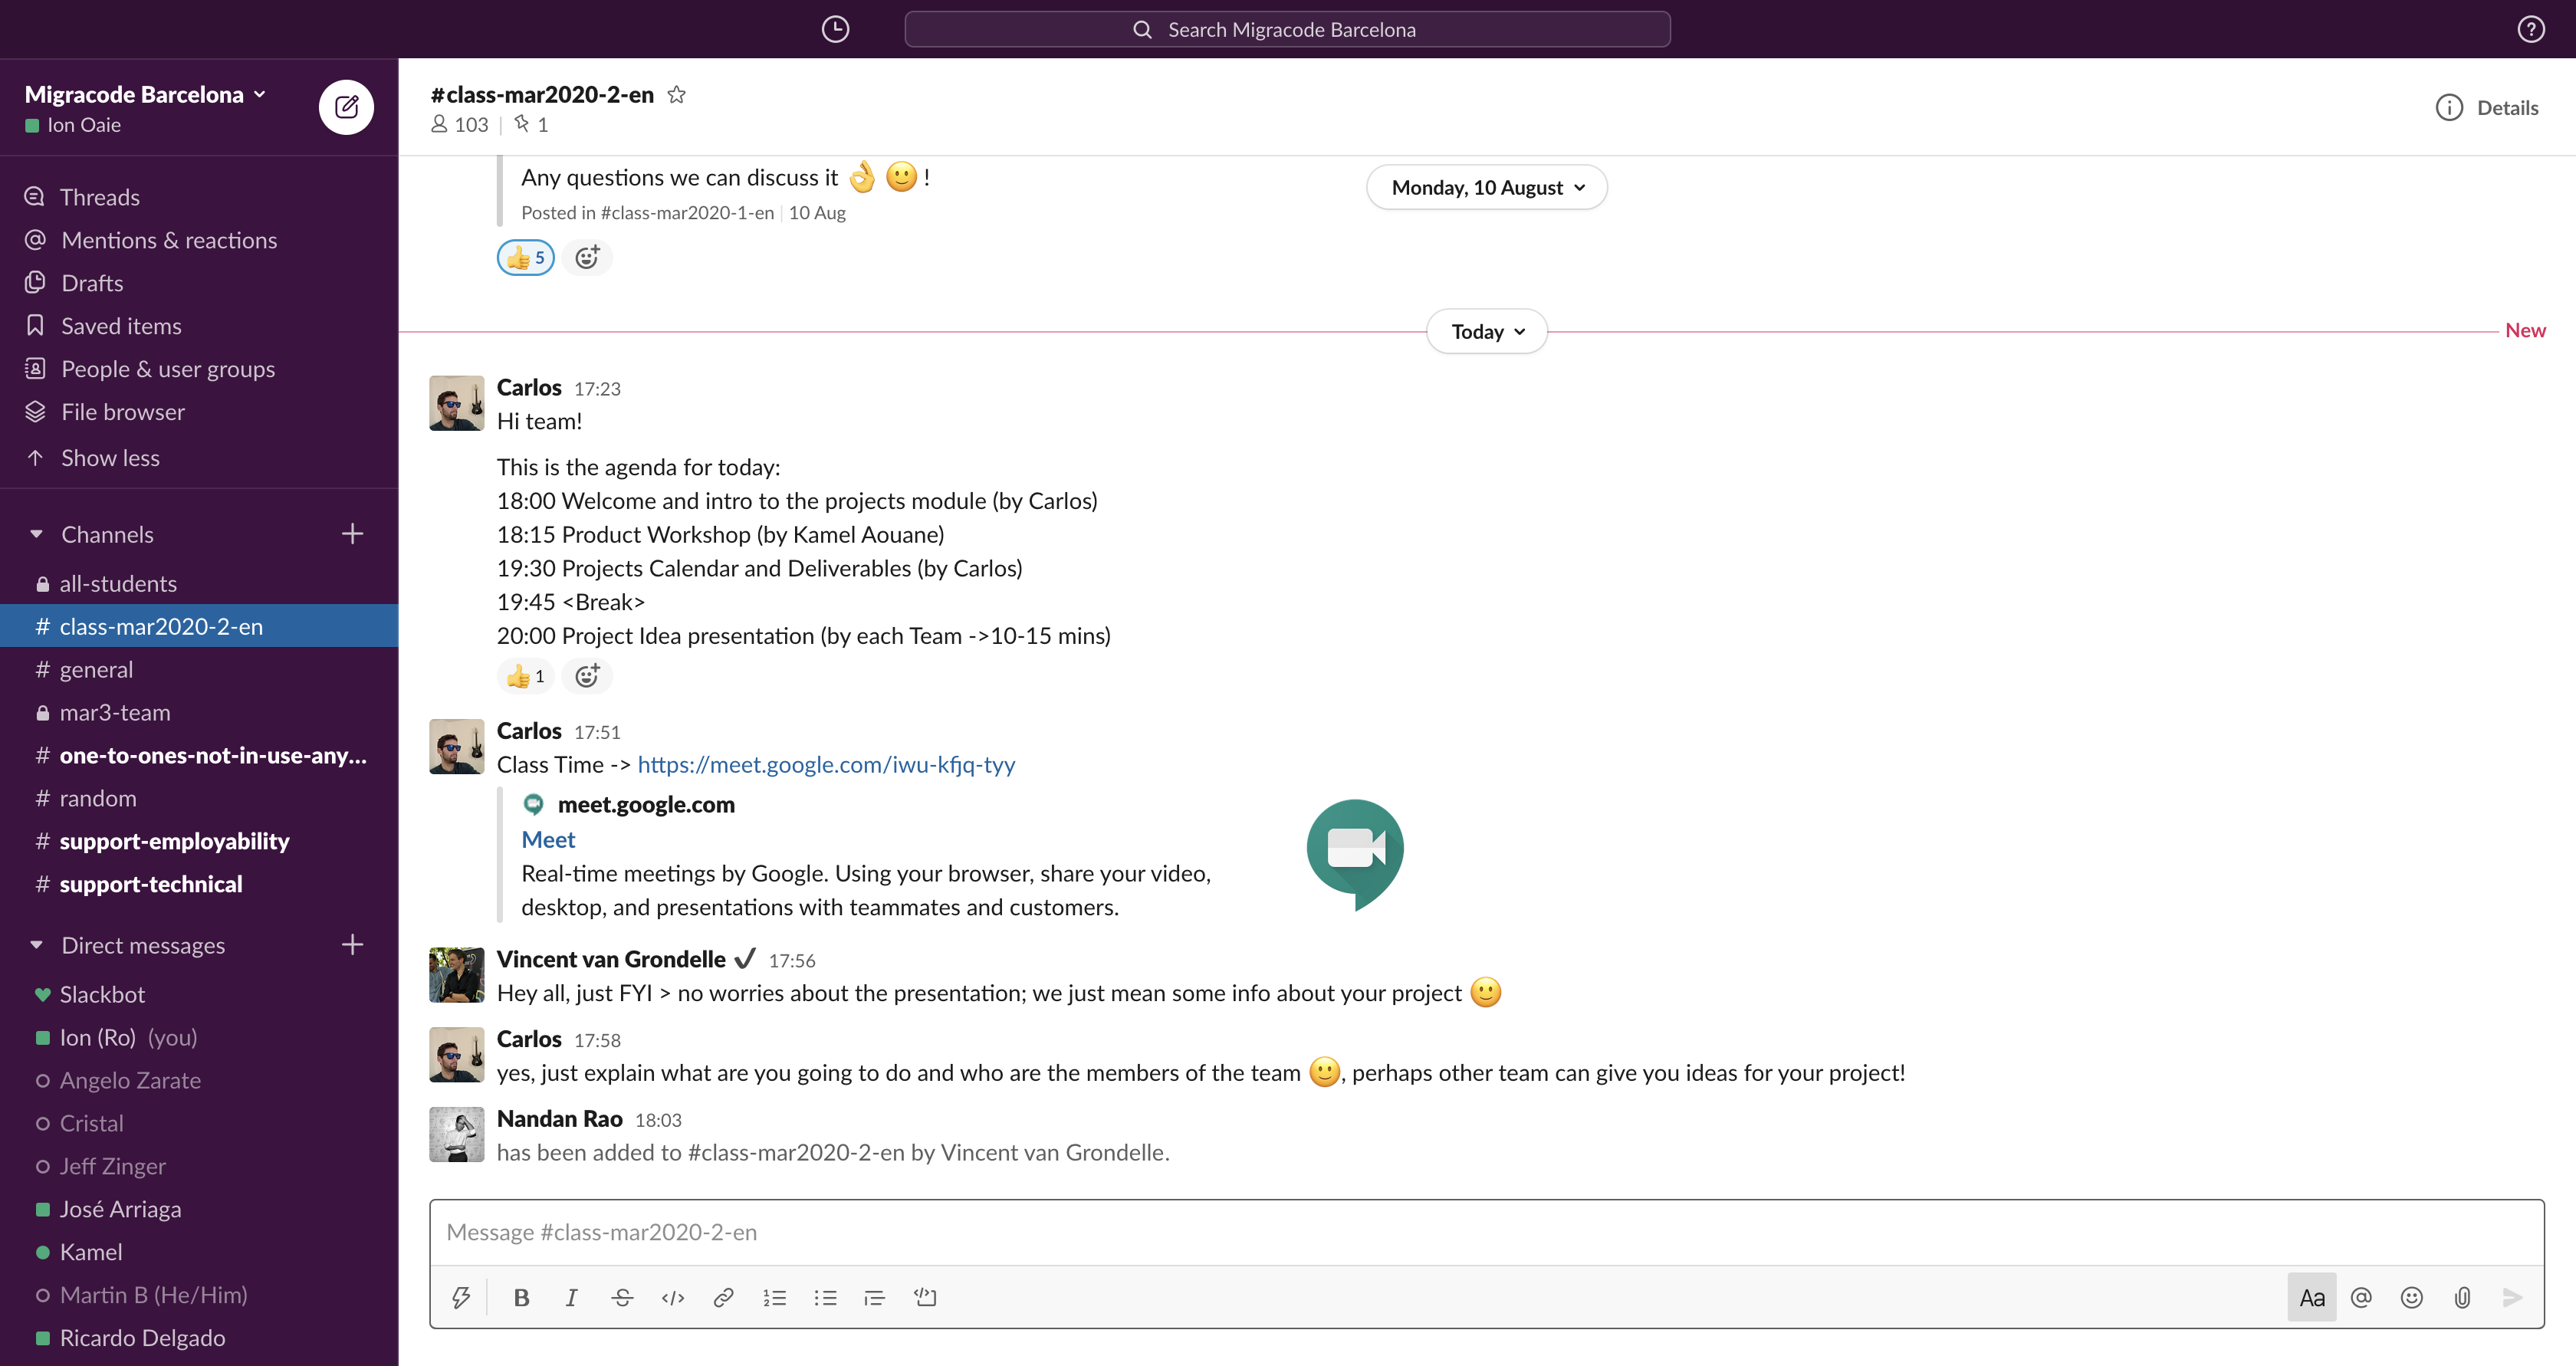 Search Migracode Barcelona
Migracode Barcelona
Ion Oaie
Threads
Mentions & reactions
Drafts
Saved items
People & user groups
File browser
Show less
Channels
all-students
# class-mar2020-2-en
# general
mar3-team
# one-to-ones-not-in-use-any...
# random
# support-employability
# support-technical
Direct messages
Slackbot
Ion (Ro) (you)
Angelo Zarate
Cristal
Jeff Zinger
José Arriaga
Kamel
Martin B (He/Him)
Ricardo Delgado
#class-mar2020-2-en
103 | 1
Details
Monday, 10 August
Any questions we can discuss it 👌 🙂 !
Posted in #class-mar2020-1-en | 10 Aug
👍 5
Today
New
Carlos 17:23
Hi team!
This is the agenda for today:
18:00 Welcome and intro to the projects module (by Carlos)
18:15 Product Workshop (by Kamel Aouane)
19:30 Projects Calendar and Deliverables (by Carlos)
19:45 <Break>
20:00 Project Idea presentation (by each Team ->10-15 mins)
👍 1
Carlos 17:51
Class Time -> https://meet.google.com/iwu-kfjq-tyy
meet.google.com
Meet
Real-time meetings by Google. Using your browser, share your video,
desktop, and presentations with teammates and customers.
Vincent van Grondelle ✔ 17:56
Hey all, just FYI > no worries about the presentation; we just mean some info about your project 🙂
Carlos 17:58
yes, just explain what are you going to do and who are the members of the team 🙂, perhaps other team can give you ideas for your project!
Nandan Rao 18:03
has been added to #class-mar2020-2-en by Vincent van Grondelle.
Message #class-mar2020-2-en
B I S </> Aa @